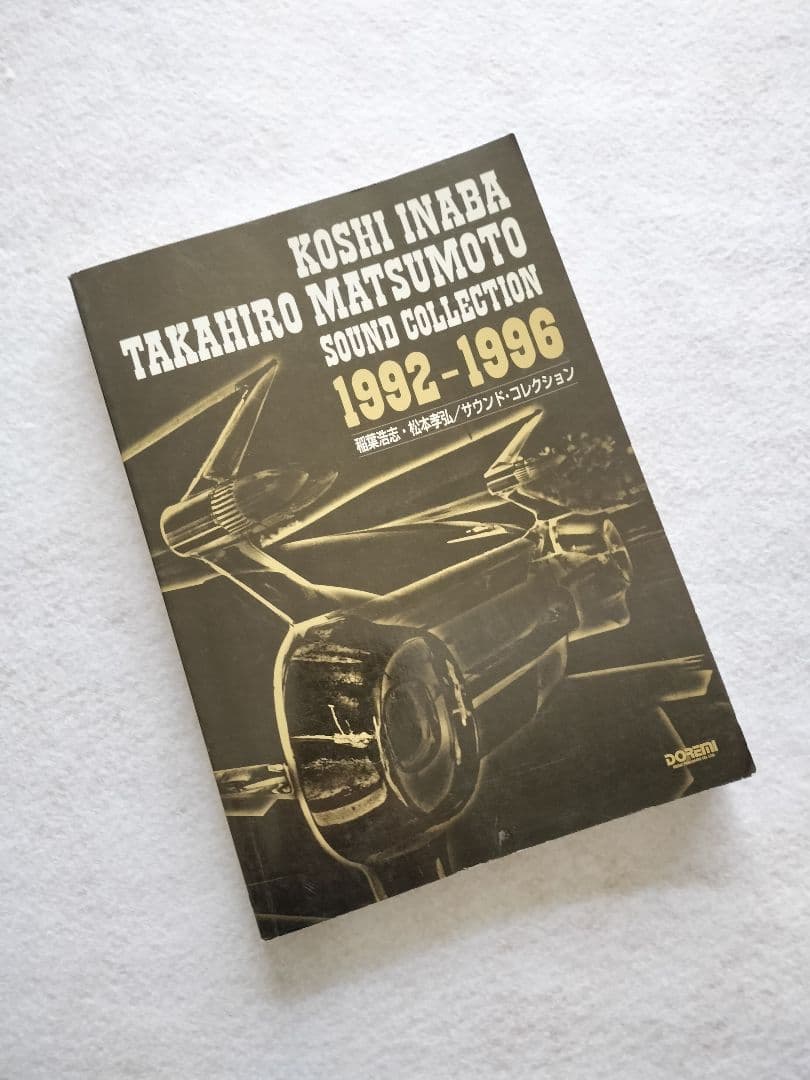 KOSHI INABA
TAKAHIRO MATSUMOTO
SOUND COLLECTION
1992-1996
稲葉浩志・松本孝弘/サウンド・コレクション
DOREMI